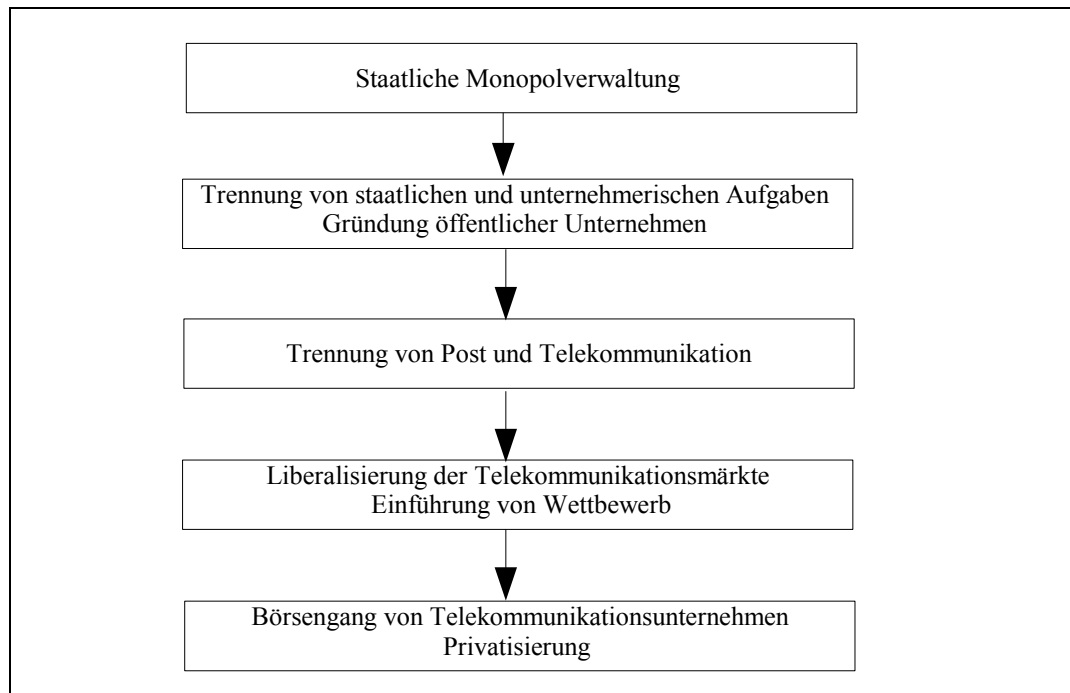 Staatliche Monopolverwaltung
Trennung von staatlichen und unternehmerischen Aufgaben
Gründung öffentlicher Unternehmen
Trennung von Post und Telekommunikation
Liberalisierung der Telekommunikationsmärkte
Einführung von Wettbewerb
Börsengang von Telekommunikationsunternehmen
Privatisierung